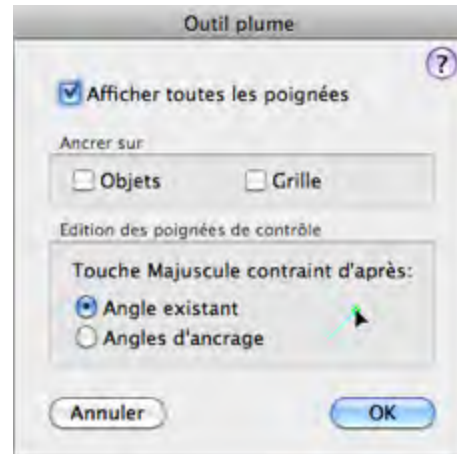 Outil plume
?
Afficher toutes les poignées
Ancrer sur
Objets Grille
Edition des poignées de contrôle
Touche Majuscule contraint d'après:
Angle existant
Angles d'ancrage
Annuler OK